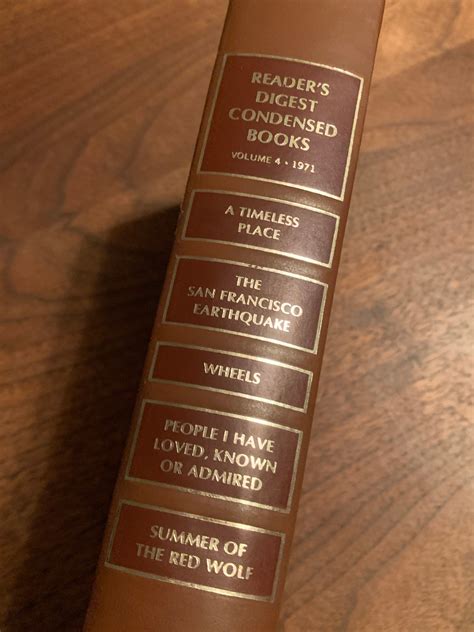 READER'S
DIGEST
CONDENSED
BOOKS
VOLUME 4 • 1971
A TIMELESS
PLACE
THE
SAN FRANCISCO
EARTHQUAKE
WHEELS
PEOPLE I HAVE
LOVED, KNOWN
OR ADMIRED
SUMMER OF
THE RED WOLF